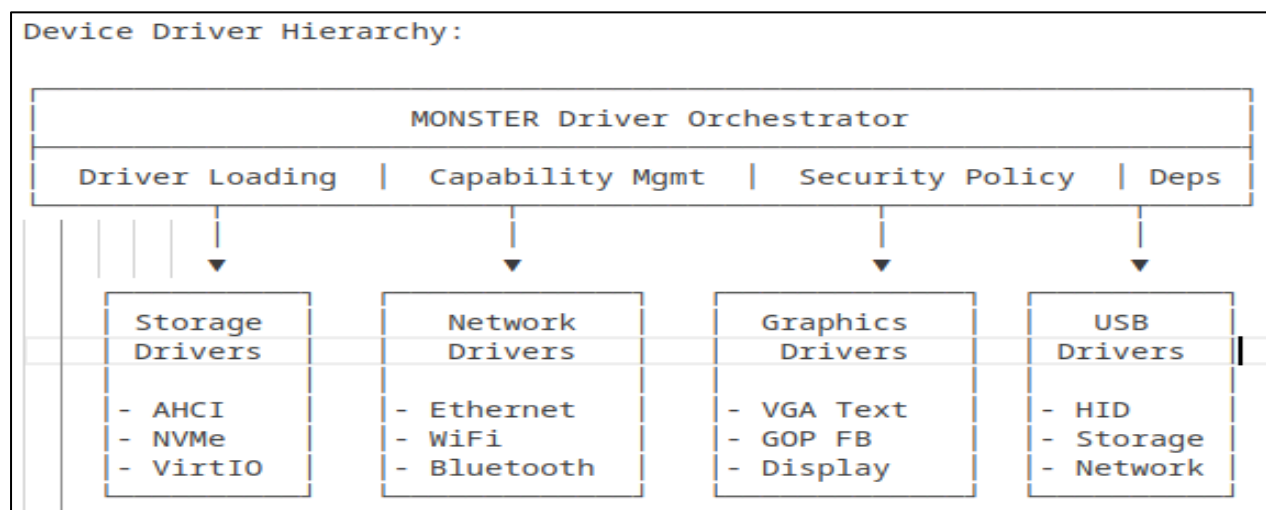 Device Driver Hierarchy:
MONSTER Driver Orchestrator
Driver Loading | Capability Mgmt | Security Policy | Deps
Storage Drivers
- AHCI
- NVMe
- VirtIO
Network Drivers
- Ethernet
- WiFi
- Bluetooth
Graphics Drivers
- VGA Text
- GOP FB
- Display
USB Drivers
- HID
- Storage
- Network